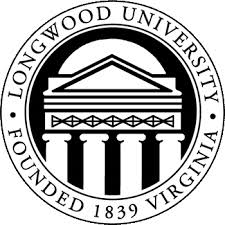 LONGWOOD UNIVERSITY
· FOUNDED 1839 VIRGINIA ·